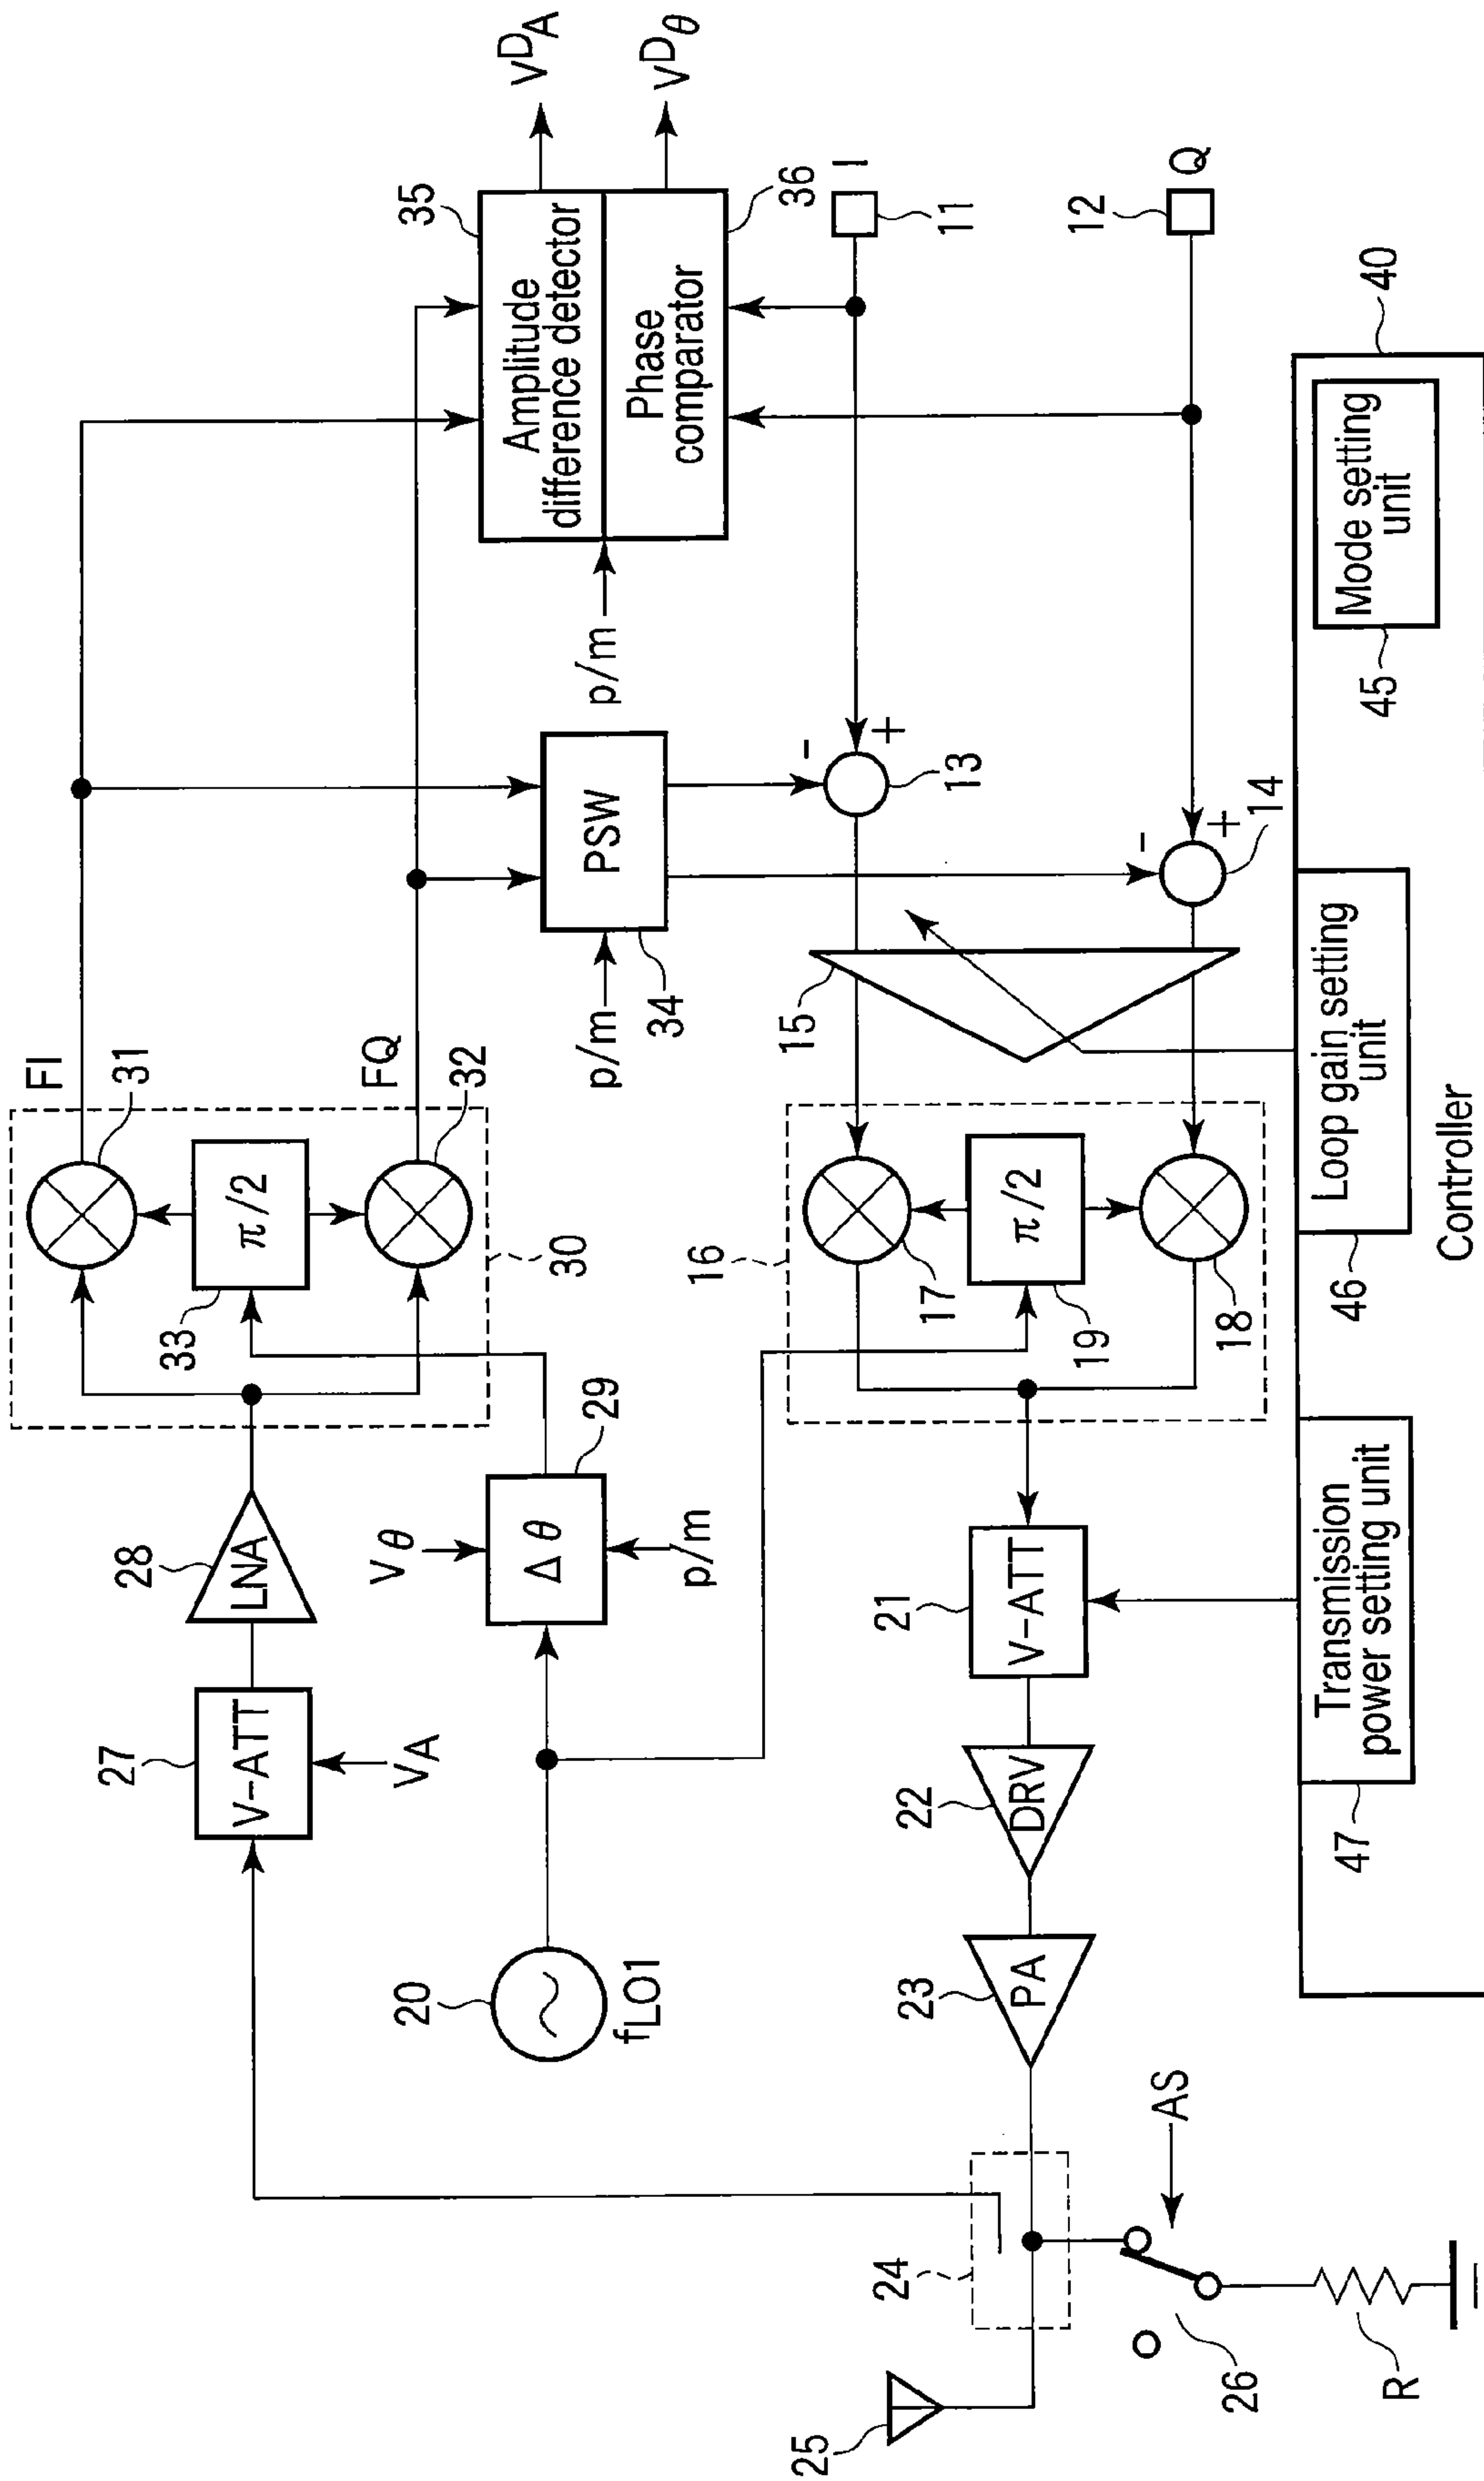 25
24
AS
26
R
23
PA
22
DRV
21
V-ATT
20
fLO1
27
V-ATT
VA
28
LNA
Vθ
Δθ
29
p/m
30
33
π/2
31
FI
32
FQ
16
17
π/2
19
18
15
p/m
34
PSW
-
+
13
-
+
14
p/m
35
Amplitude
difference detector
Phase
comparator
36
VDA
VDθ
I
11
12
Q
40
47
Transmission
power setting unit
46
Loop gain setting
unit
45
Mode setting
unit
Controller